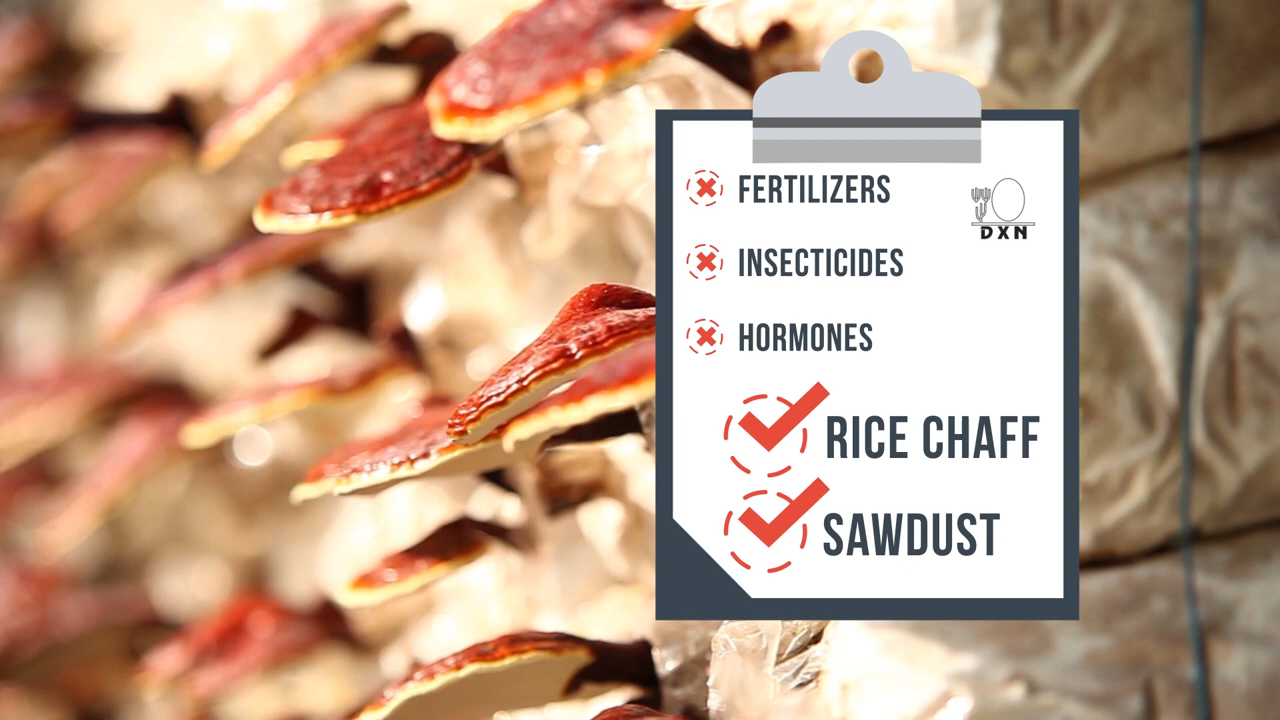 FERTILIZERS
DXN
INSECTICIDES
HORMONES
RICE CHAFF
SAWDUST